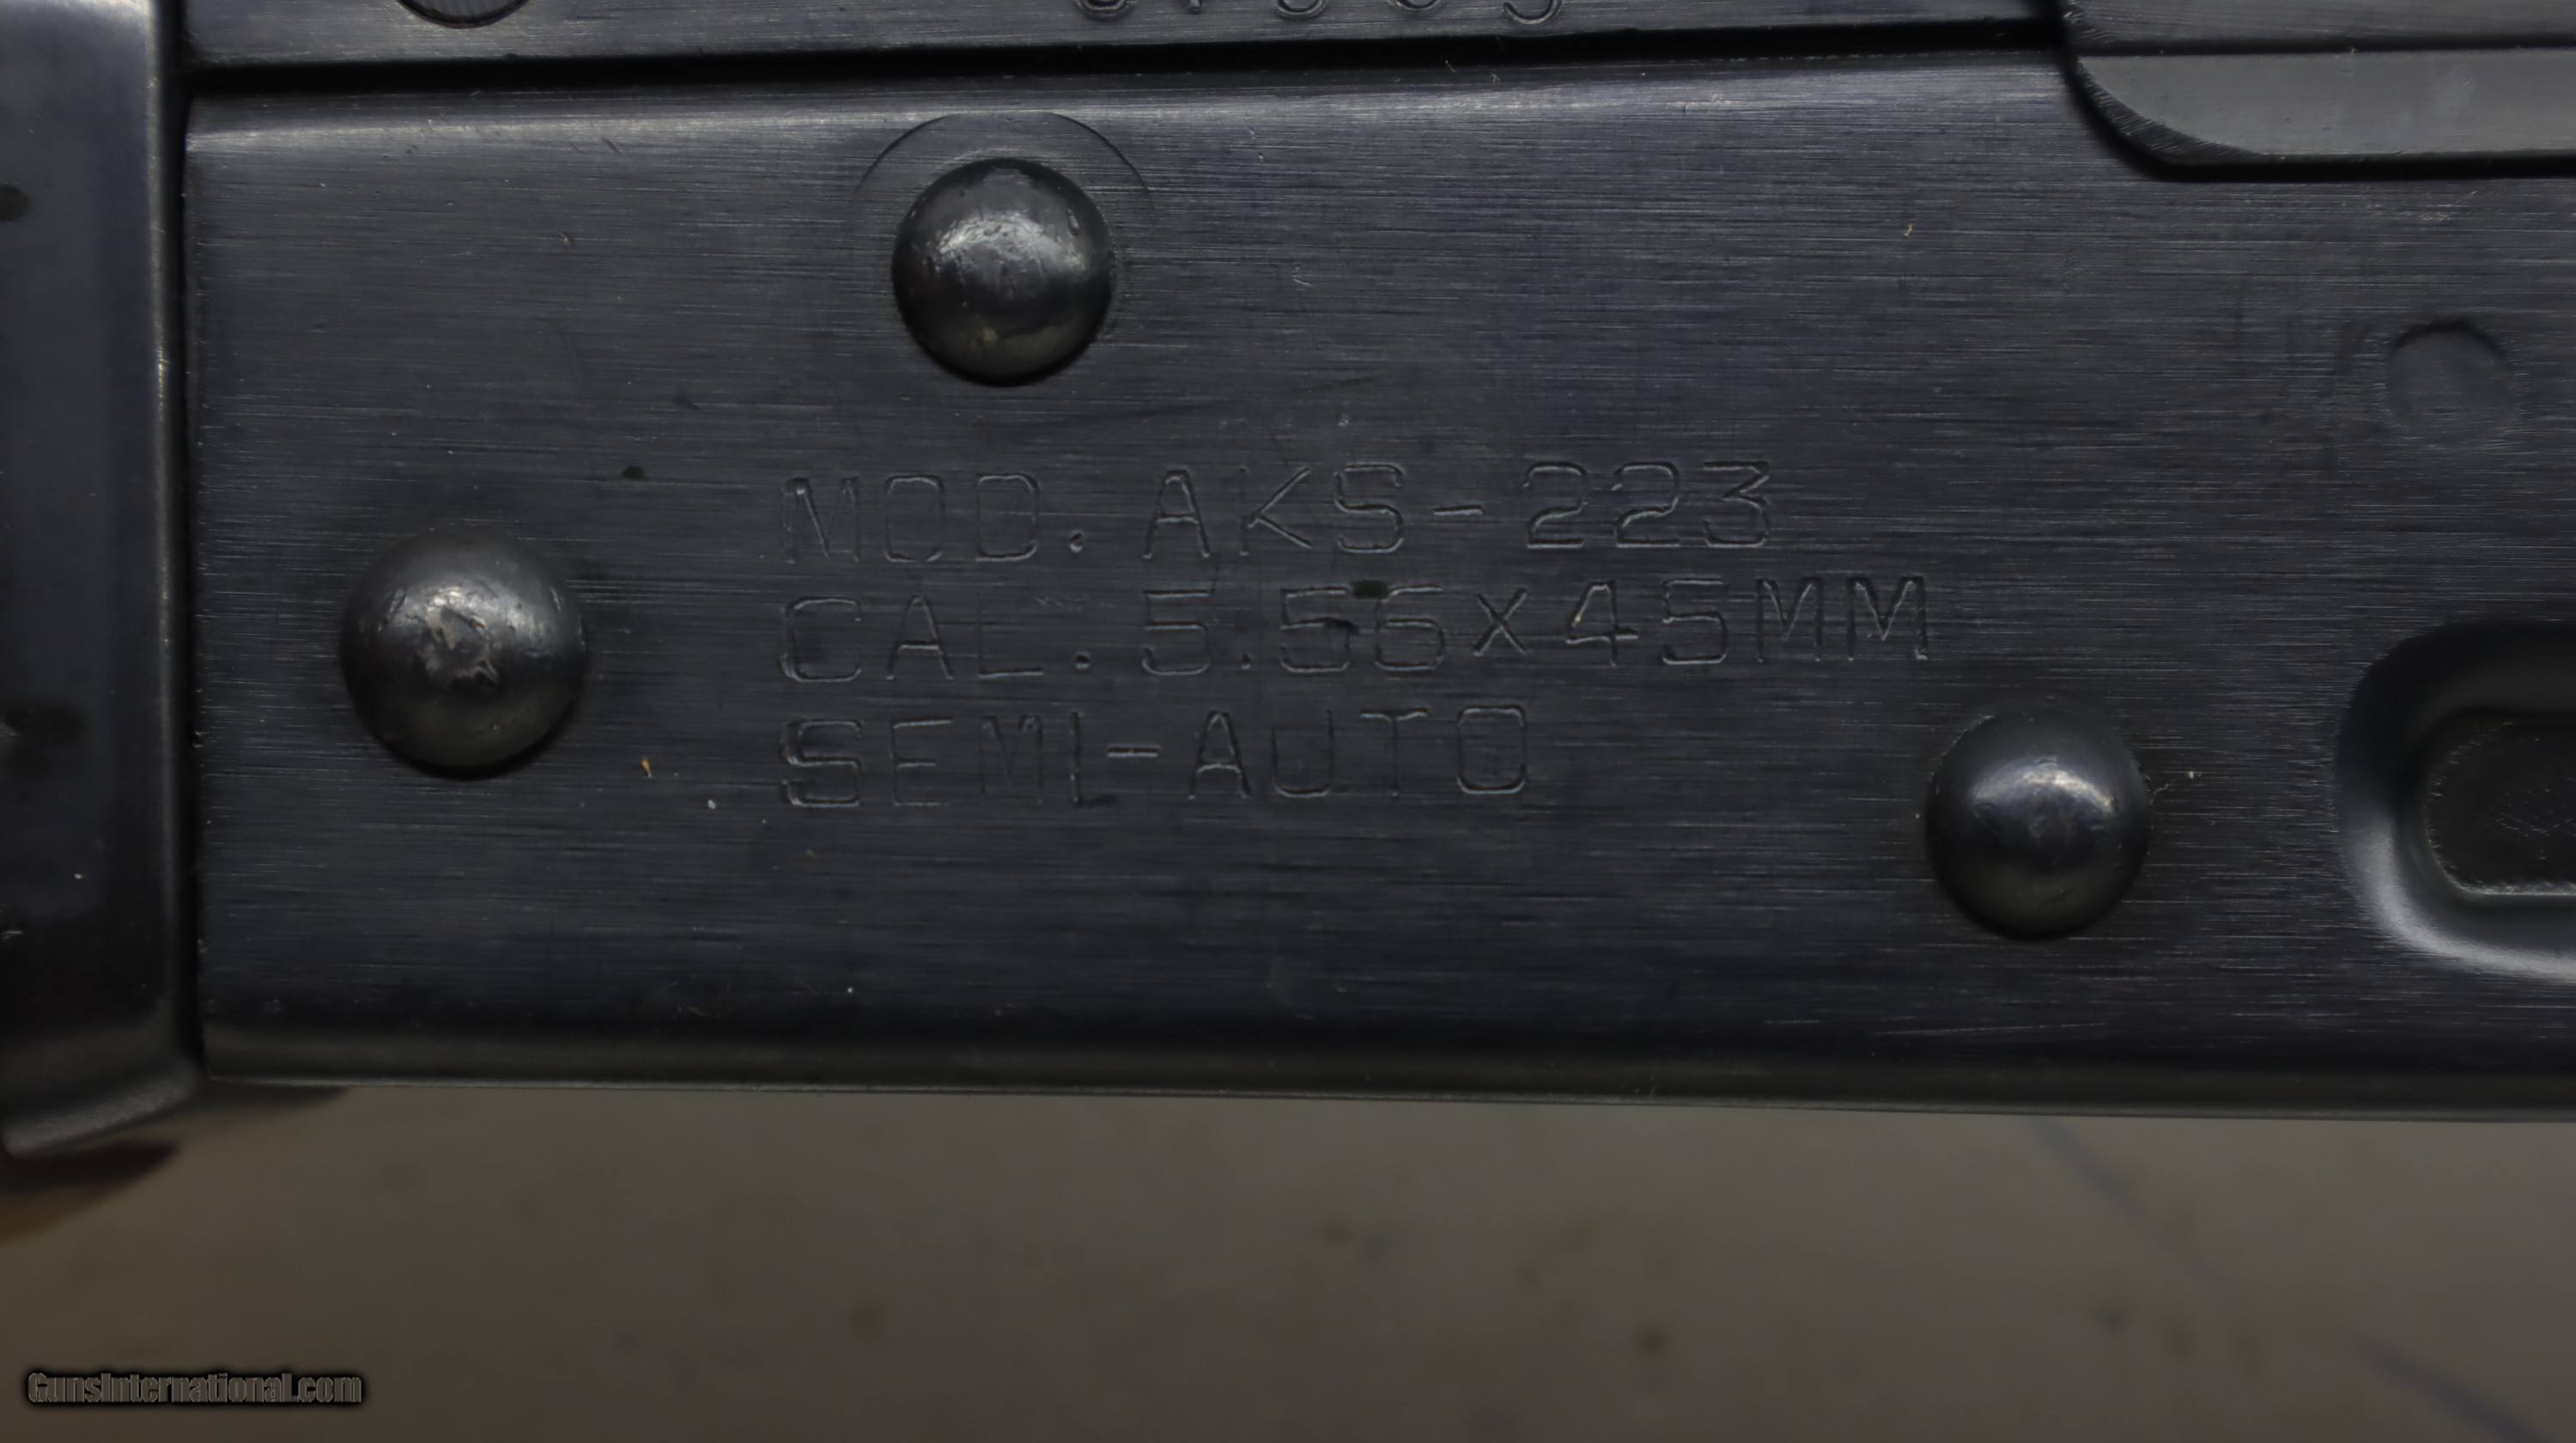 MOD. AKS-223
CAL. 5.56x45MM
SEMI-AUTO
GunsInternational.com